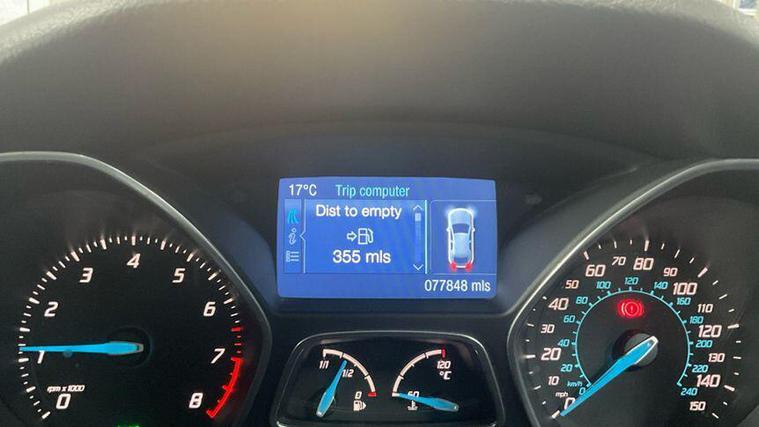 17°C Trip computer
Dist to empty
355 mls
077848 mls
1 2 3 4 5 6 7 8
rpm x 1000 0
1/1 1/2 0
60 120 °C
0 10 20 30 40 50 60 70 80 90 100 110 120 130 140 150
mph
km/h 20 40 60 80 100 120 140 160 180 200 220 240